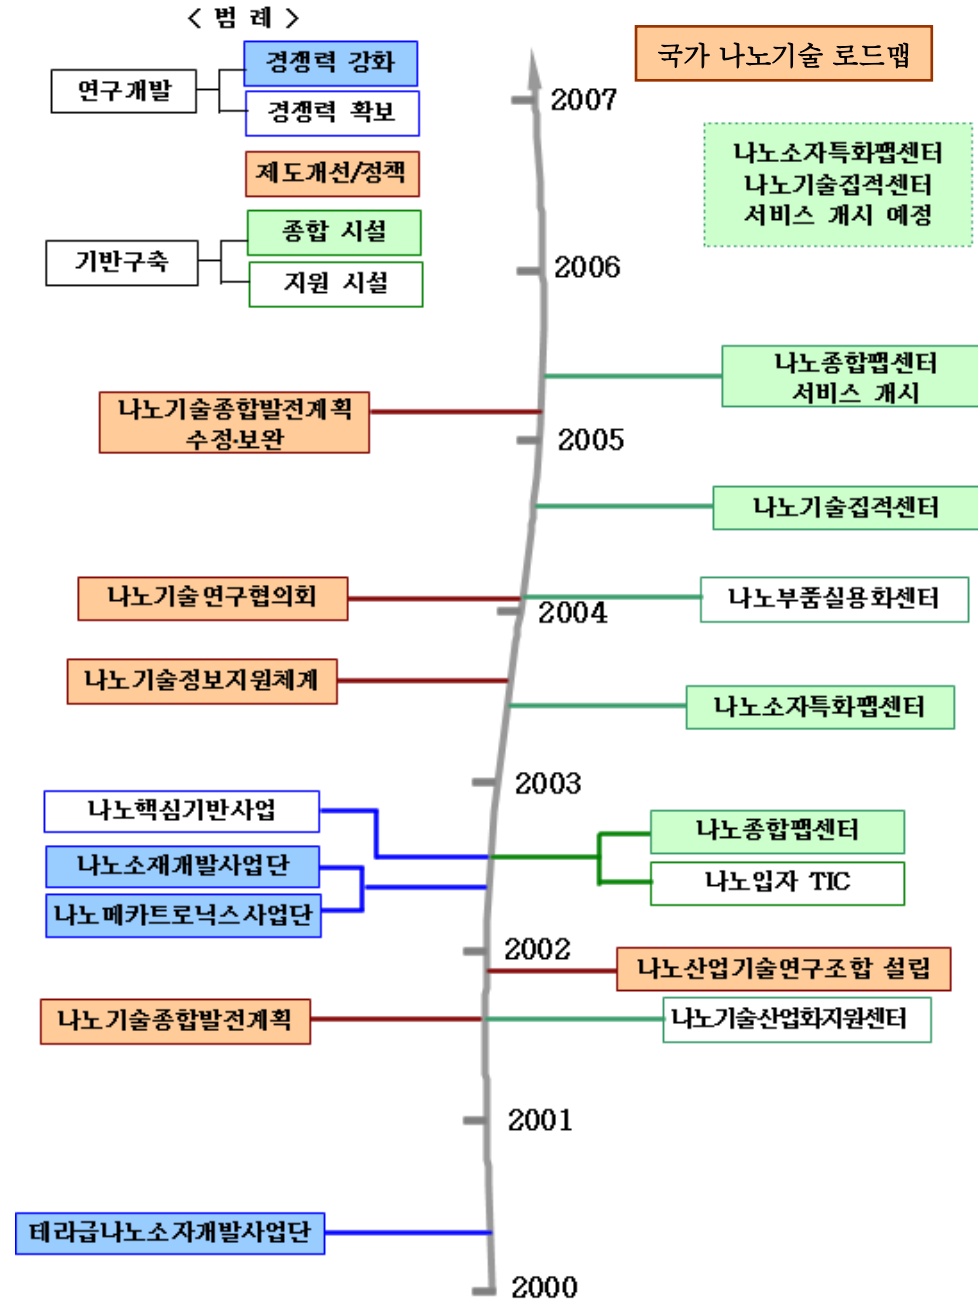 < 범 례 >
연구개발
경쟁력 강화
경쟁력 확보
제도개선/정책
기반구축
종합 시설
지원 시설
국가 나노기술 로드맵
2007
나노소자특화팹센터
나노기술집적센터
서비스 개시 예정
2006
나노종합팹센터
서비스 개시
나노기술종합발전계획
수정·보완
2005
나노기술집적센터
나노기술연구협의회
나노부품실용화센터
2004
나노기술정보지원체계
나노소자특화팹센터
2003
나노핵심기반사업
나노종합팹센터
나노소재개발사업단
나노입자 TIC
나노메카트로닉스사업단
2002
나노산업기술연구조합 설립
나노기술종합발전계획
나노기술산업화지원센터
2001
테라급나노소자개발사업단
2000